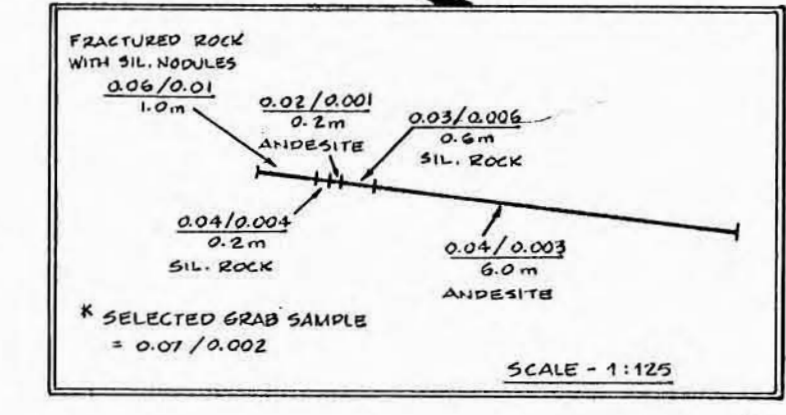 FRACTURED ROCK
WITH SIL. NODULES
0.06/0.01
1.0m
0.02/0.001
0.2m
ANDESITE
0.03/0.006
0.6m
SIL. ROCK
0.04/0.004
0.2m
SIL. ROCK
0.04/0.003
6.0 m
ANDESITE
* SELECTED GRAB SAMPLE
= 0.07/0.002
SCALE - 1:125